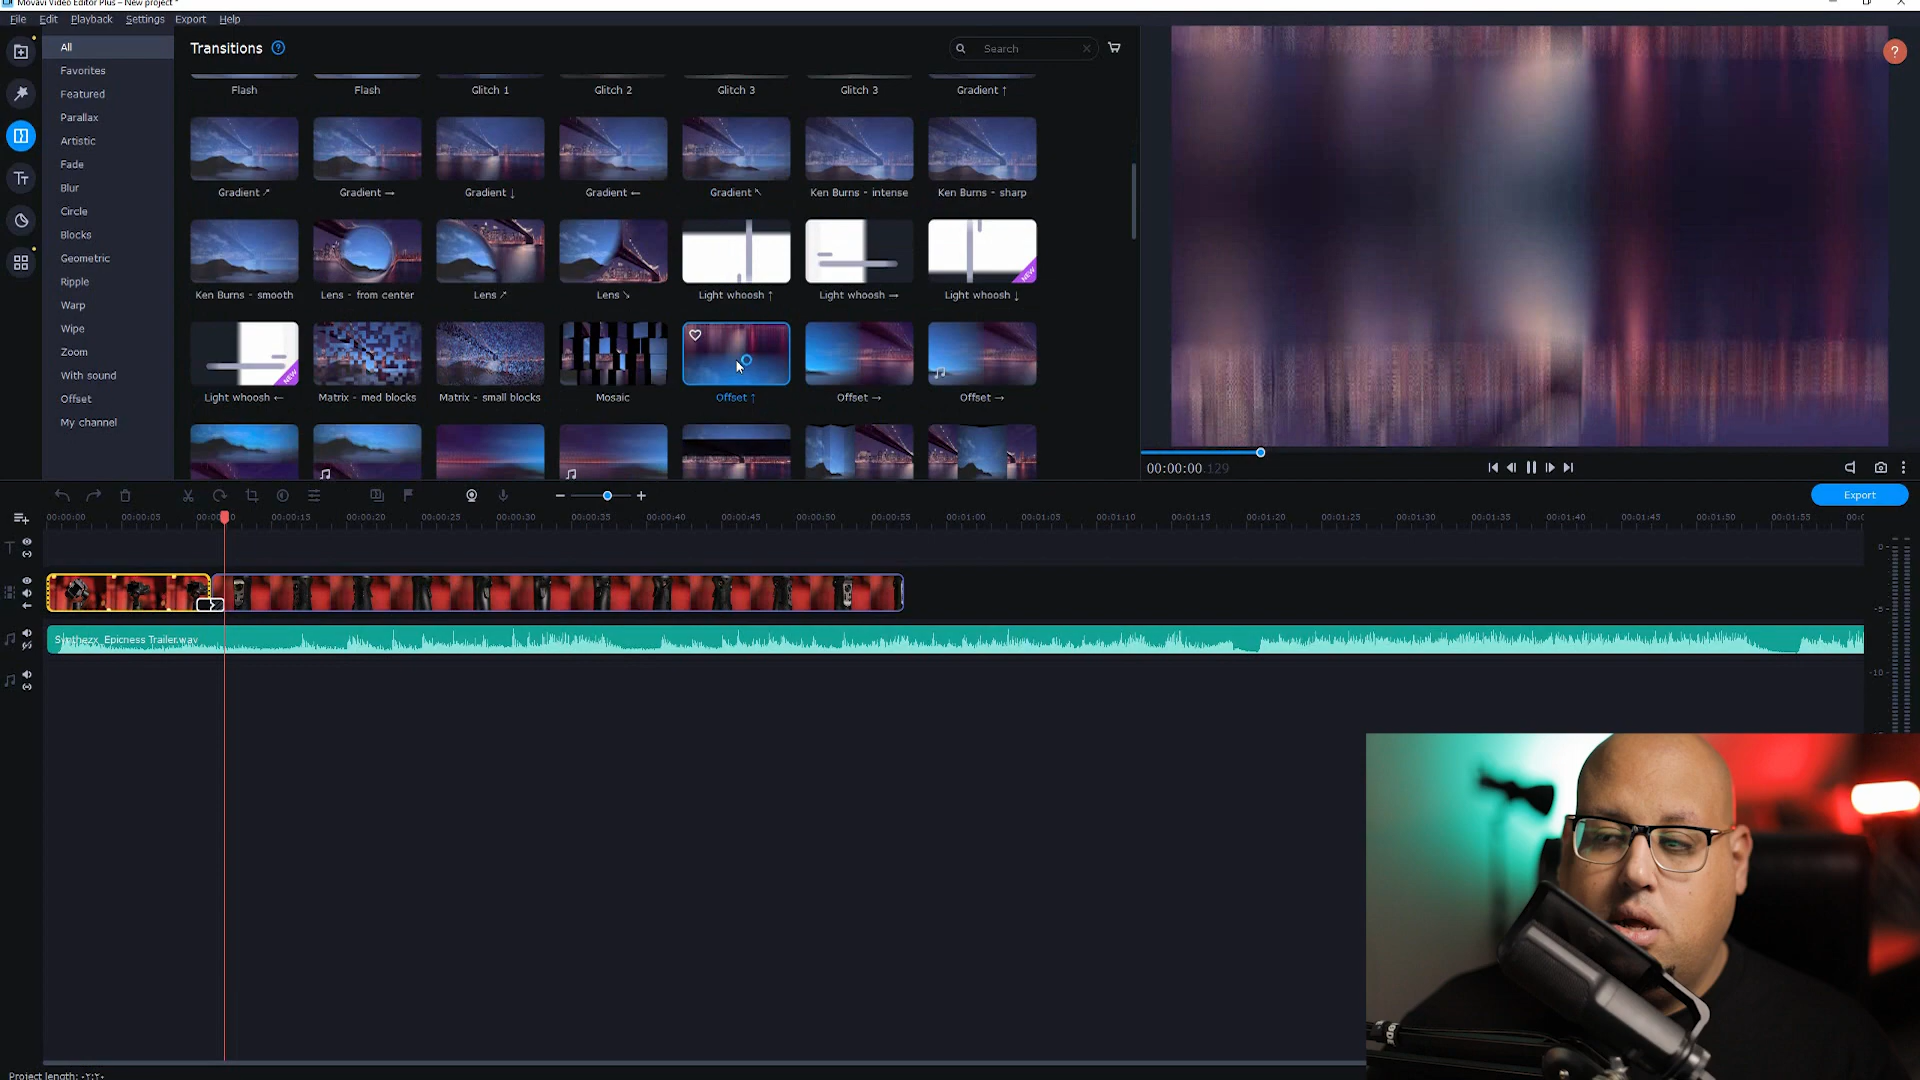 Movavi Video Editor Plus – New project *
File Edit Playback Settings Export Help
Transitions ?
Search
?
All
Favorites
Featured
Parallax
Artistic
Fade
Blur
Circle
Blocks
Geometric
Ripple
Warp
Wipe
Zoom
With sound
Offset
My channel
Flash Flash Glitch 1 Glitch 2 Glitch 3 Glitch 3 Gradient ↑
Gradient ↗ Gradient → Gradient ↓ Gradient ← Gradient ↖ Ken Burns - intense Ken Burns - sharp
NEW
Ken Burns - smooth Lens - from center Lens ↗ Lens ↘ Light whoosh ↑ Light whoosh → Light whoosh ↓
NEW
Light whoosh ← Matrix - med blocks Matrix - small blocks Mosaic Offset ↑ Offset → Offset →
00:00:00.129
Export
00:00:00 00:00:05 00:00:15 00:00:20 00:00:25 00:00:30 00:00:35 00:00:40 00:00:45 00:00:50 00:00:55 00:01:00 00:01:05 00:01:10 00:01:15 00:01:20 00:01:25 00:01:30 00:01:35 00:01:40 00:01:45 00:01:50 00:01:55
0
-5
Synthezx_Epicness Trailer.wav
-10
Project length: -٠٢:٢٠